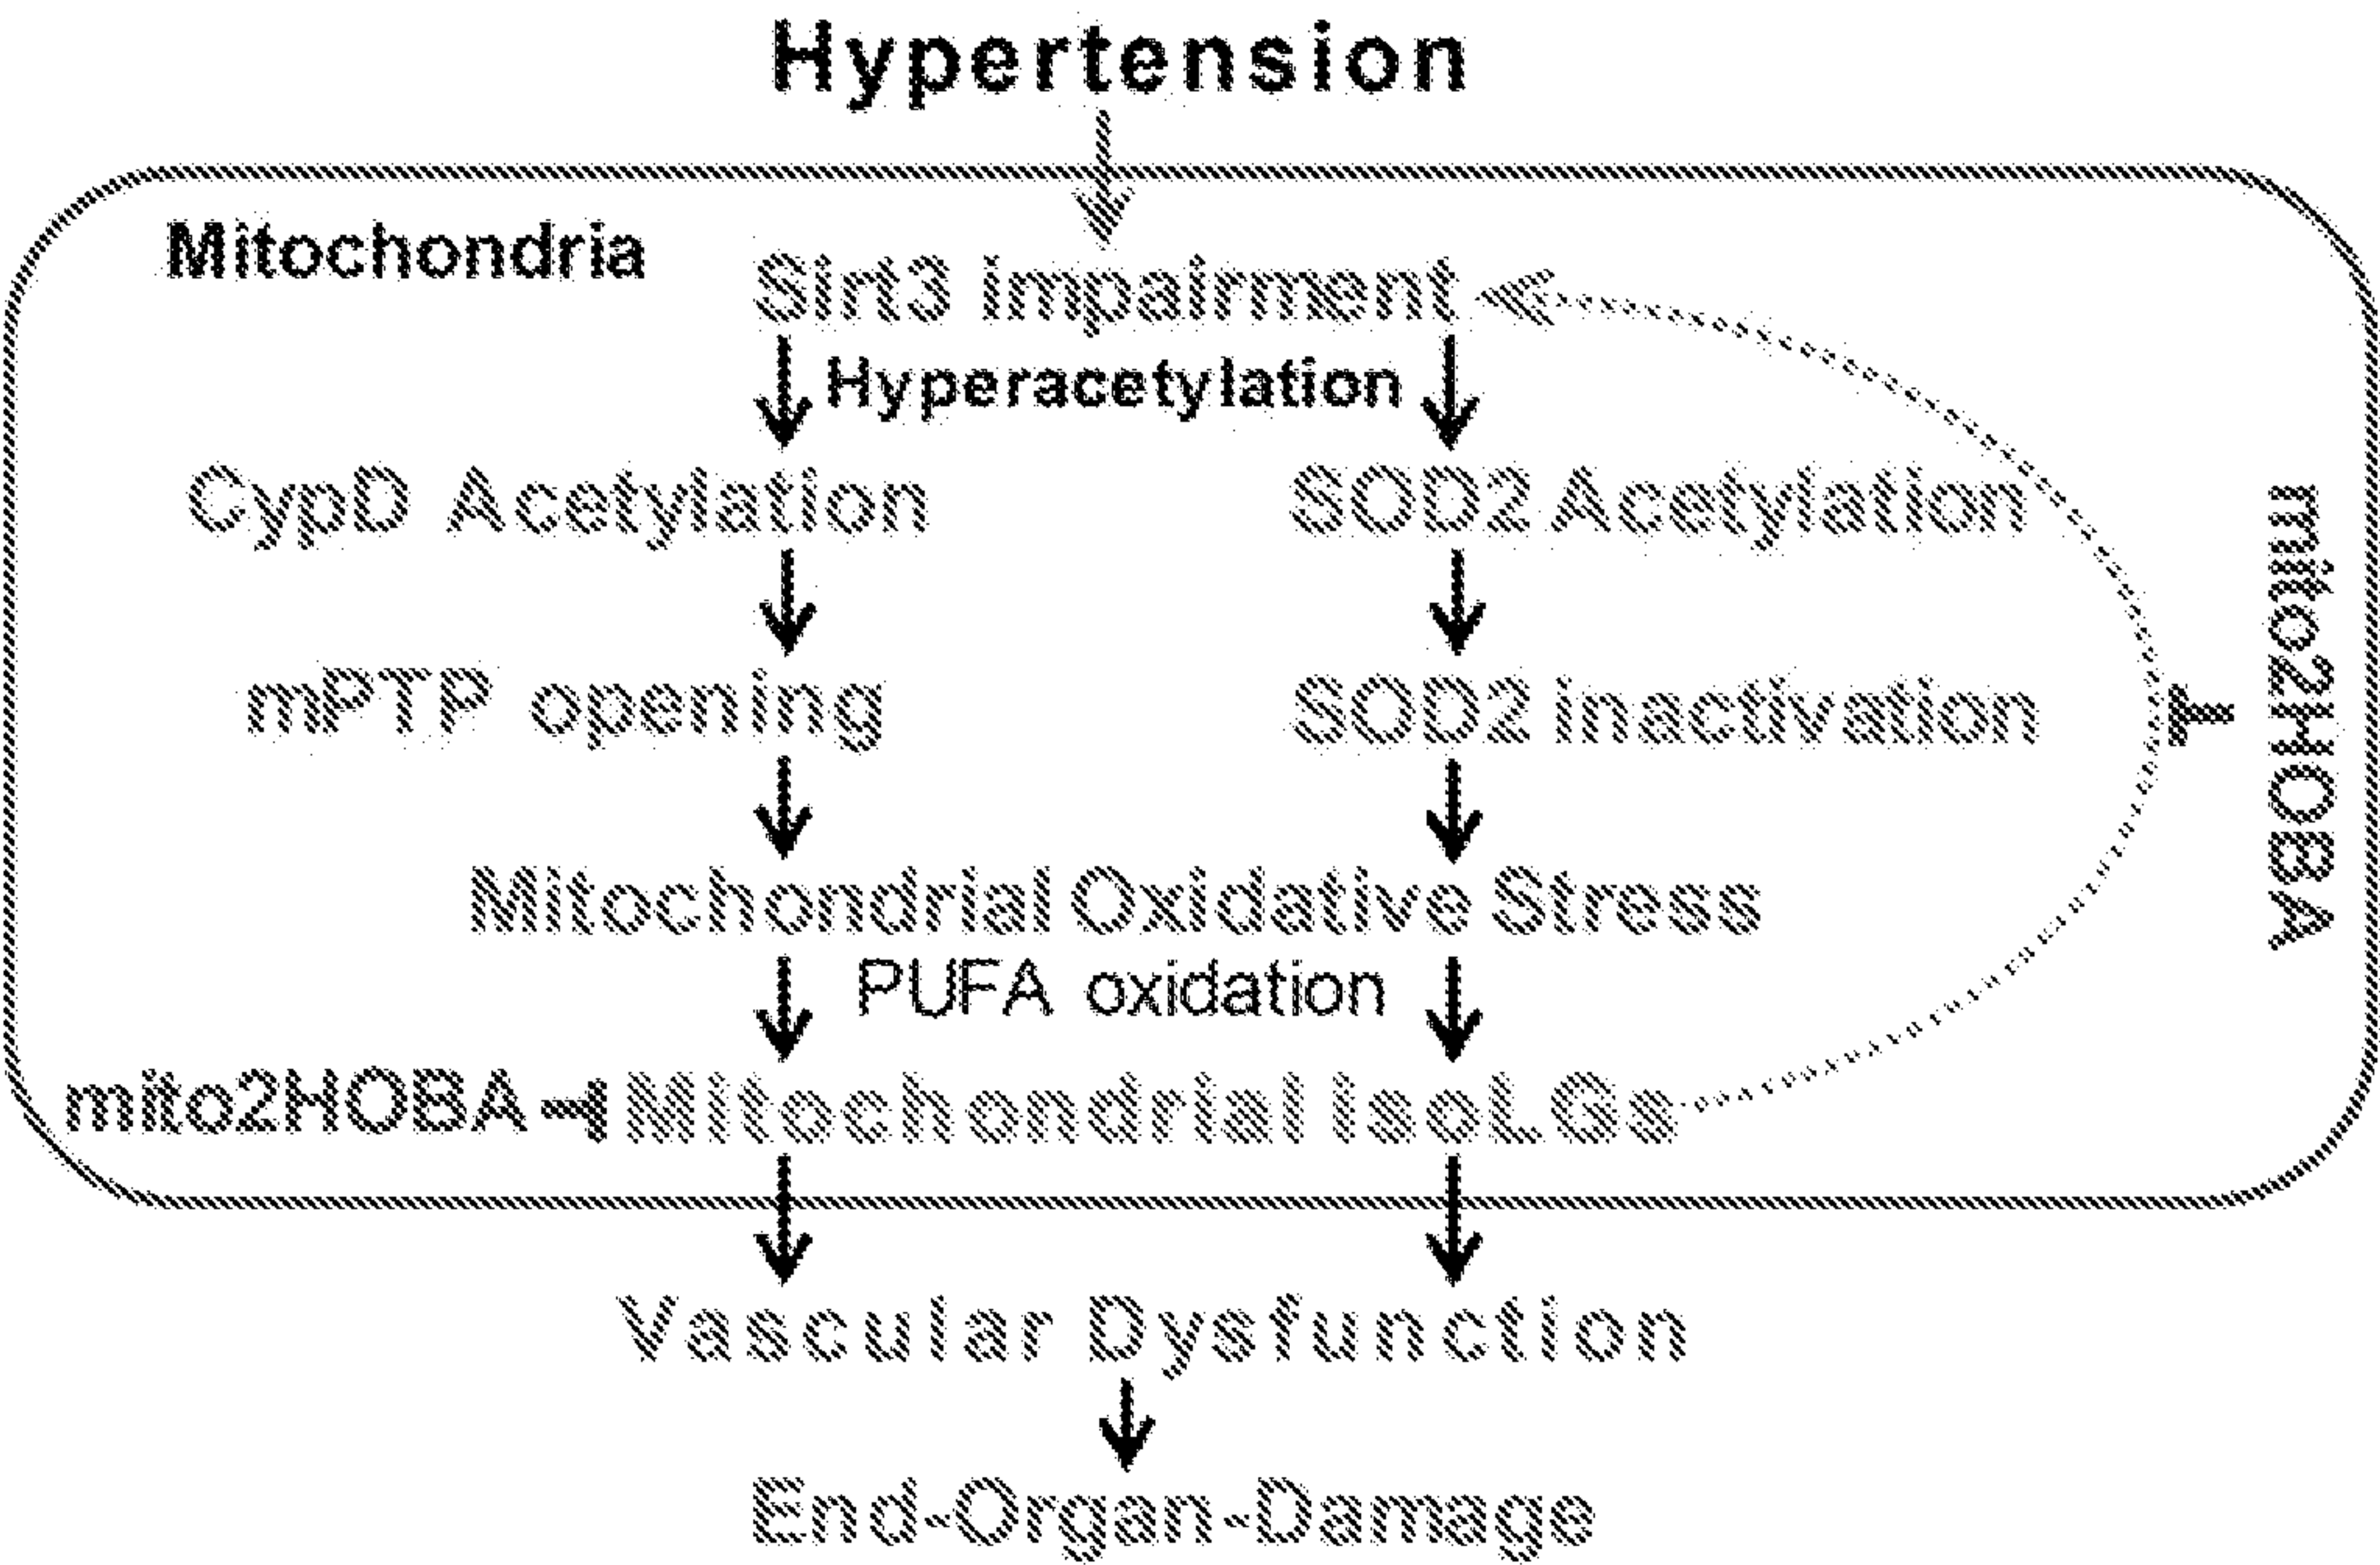 Hypertension
Mitochondria
Sirt3 impairment
Hyperacetylation
CypD Acetylation
SOD2 Acetylation
mPTP opening
SOD2 inactivation
mito2HOBA
Mitochondrial Oxidative Stress
PUFA oxidation
mito2HOBA
Mitochondrial isoLGs
Vascular Dysfunction
End-Organ-Damage